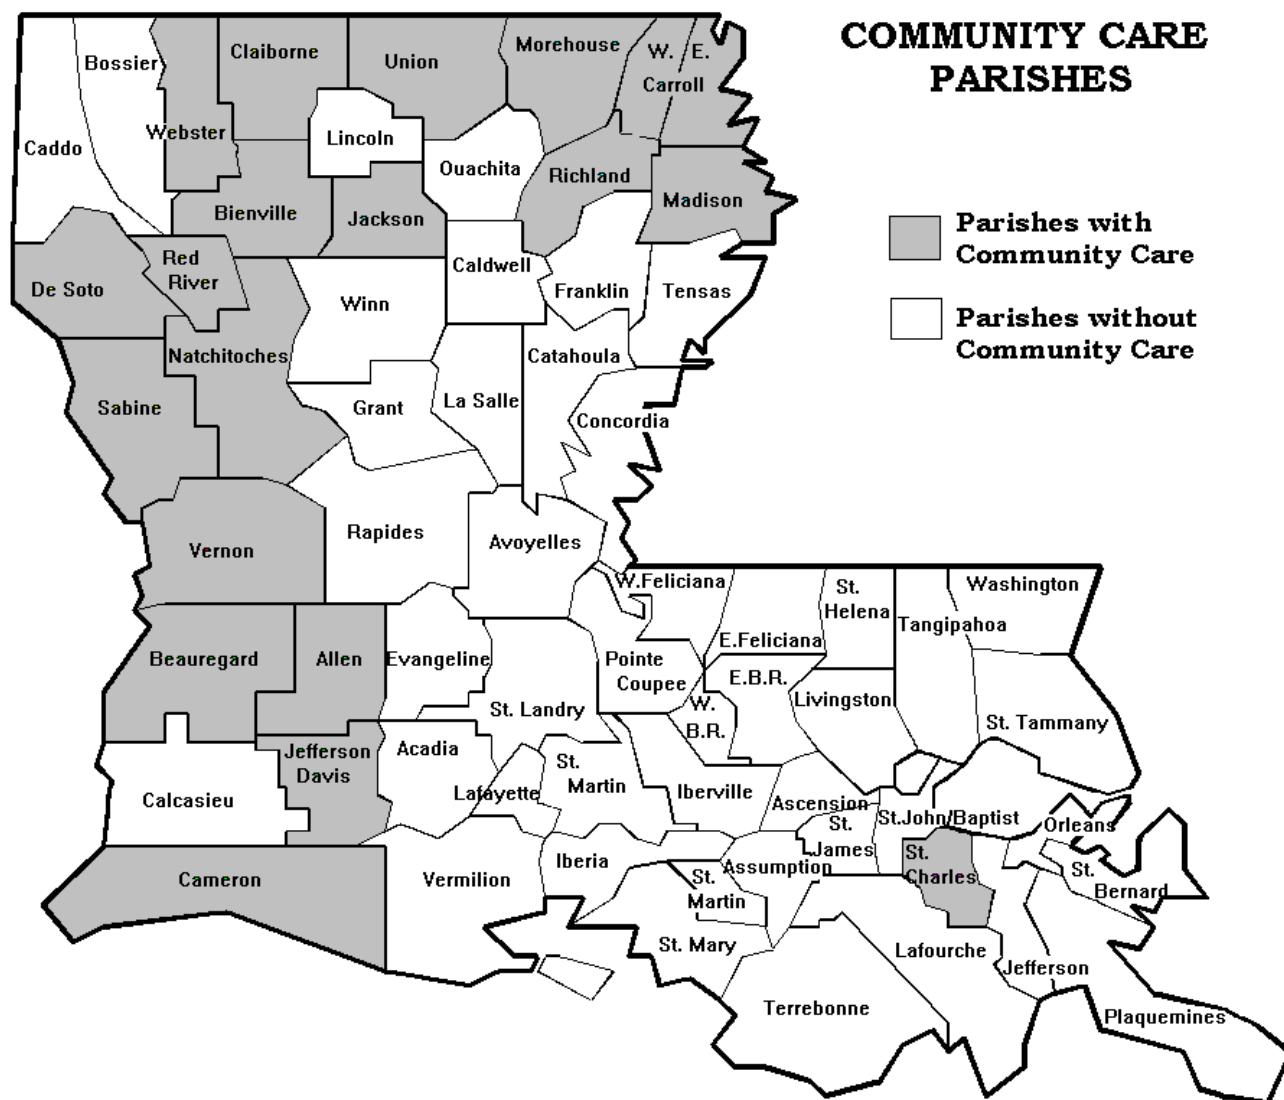 COMMUNITY CARE
PARISHES
Parishes with
Community Care
Parishes without
Community Care
Bossier
Claiborne
Union
Morehouse
W. E.
Carroll
Caddo
Webster
Lincoln
Ouachita
Richland
Madison
Bienville
Jackson
De Soto
Red
River
Winn
Caldwell
Franklin
Tensas
Natchitoches
Catahoula
Sabine
Grant
La Salle
Concordia
Vernon
Rapides
Avoyelles
W.Feliciana
E.Feliciana
St.
Helena
Tangipahoa
Washington
Beauregard
Allen
Evangeline
Pointe
Coupee
E.B.R.
W.
B.R.
Livingston
St. Tammany
St. Landry
Jefferson
Davis
Acadia
Lafayette
St.
Martin
Iberville
Ascension
St.John/Baptist
Orleans
Calcasieu
Cameron
Vermilion
Iberia
St.
Martin
Assumption
St.
James
St.
Charles
St.
Bernard
St. Mary
Lafourche
Jefferson
Terrebonne
Plaquemines